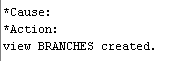 *Cause:
*Action:
view BRANCHES created.